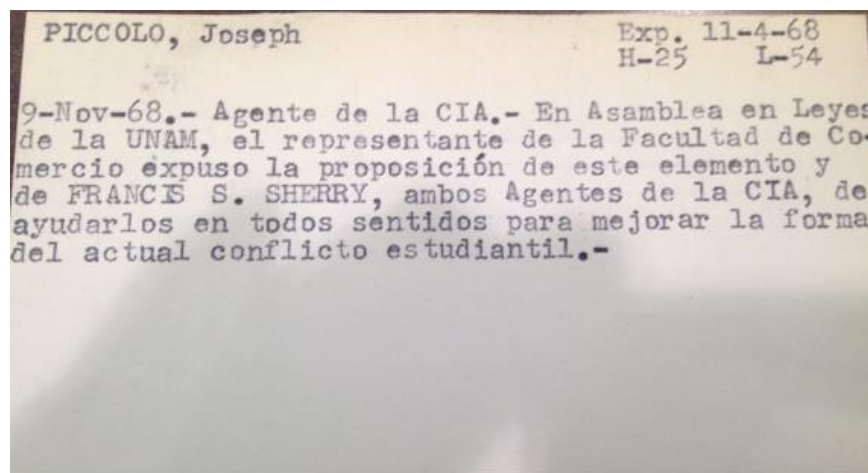 PICCOLO, Joseph Exp. 11-4-68
H-25 L-54
9-Nov-68.- Agente de la CIA.- En Asamblea en Leyes
de la UNAM, el representante de la Facultad de Co-
mercio expuso la proposición de este elemento y
de FRANCIS S. SHERRY, ambos Agentes de la CIA, de
ayudarlos en todos sentidos para mejorar la forma
del actual conflicto estudiantil.-